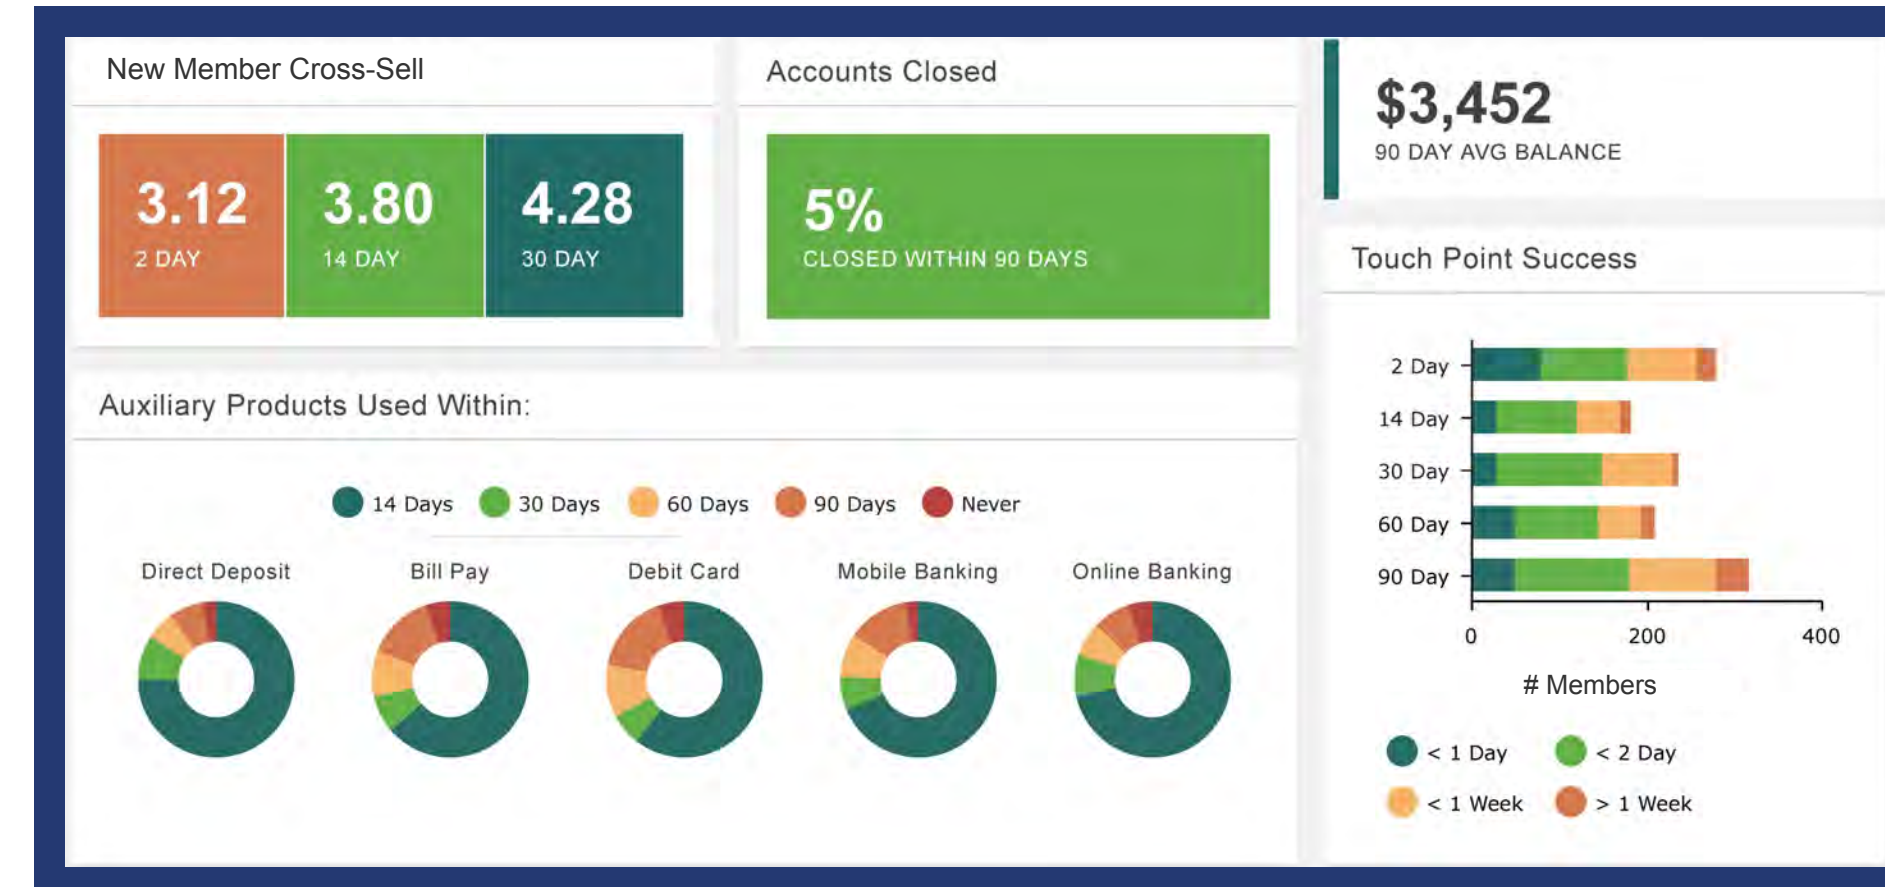 New Member Cross-Sell
3.12
2 DAY
3.80
14 DAY
4.28
30 DAY
Accounts Closed
5%
CLOSED WITHIN 90 DAYS
$3,452
90 DAY AVG BALANCE
Auxiliary Products Used Within:
14 Days 30 Days 60 Days 90 Days Never
Direct Deposit Bill Pay Debit Card Mobile Banking Online Banking
Touch Point Success
2 Day
14 Day
30 Day
60 Day
90 Day
0 200 400
# Members
< 1 Day < 2 Day
< 1 Week > 1 Week